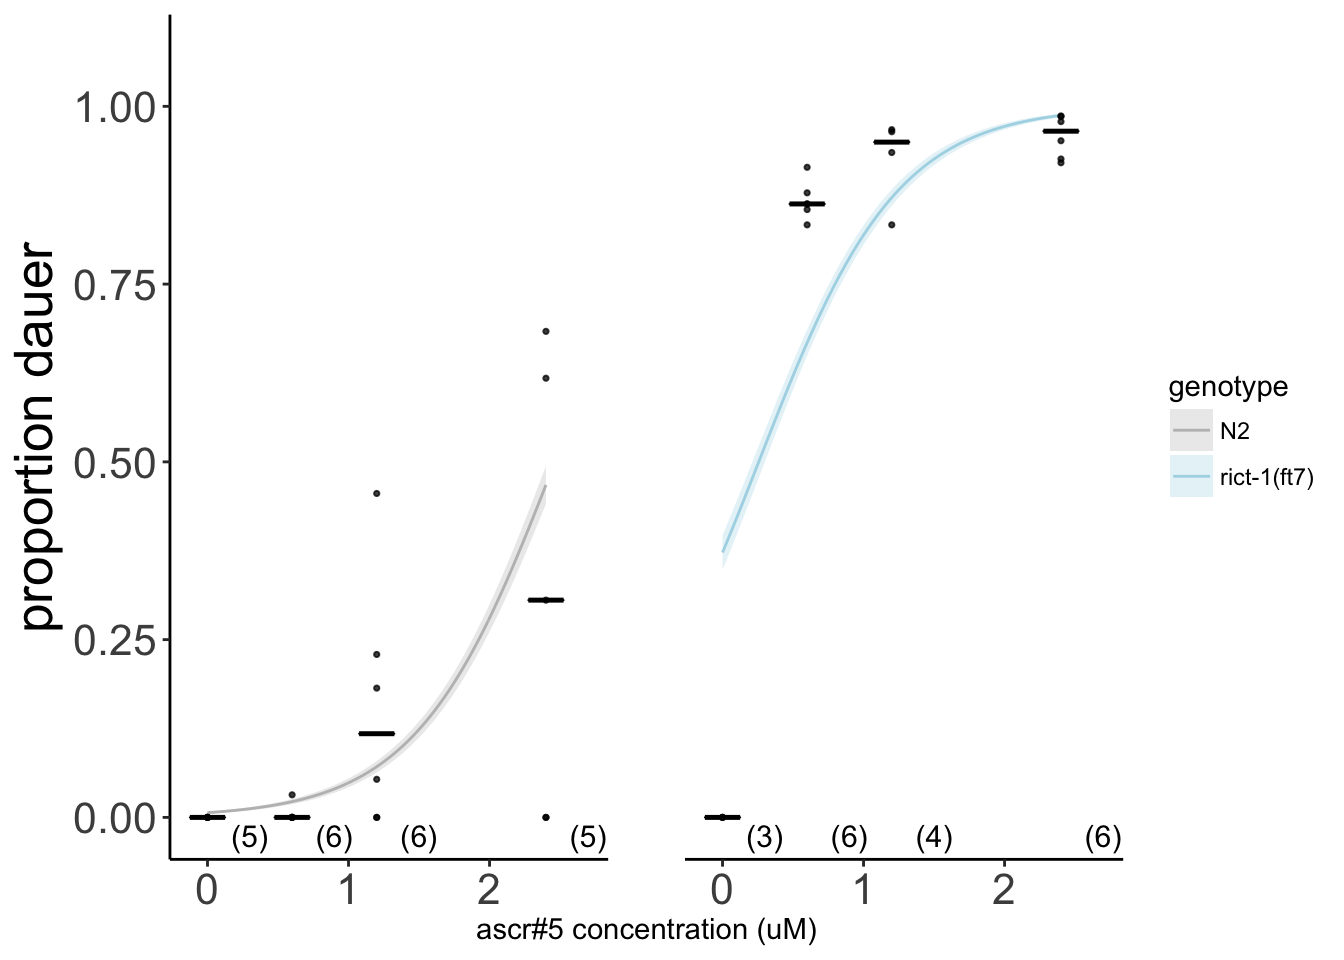 proportion dauer
1.00
0.75
0.50
0.25
0.00
(5) (6) (6) (5) (3) (6) (4) (6)
0 1 2 0 1 2
ascr#5 concentration (uM)
genotype
N2
rict-1(ft7)